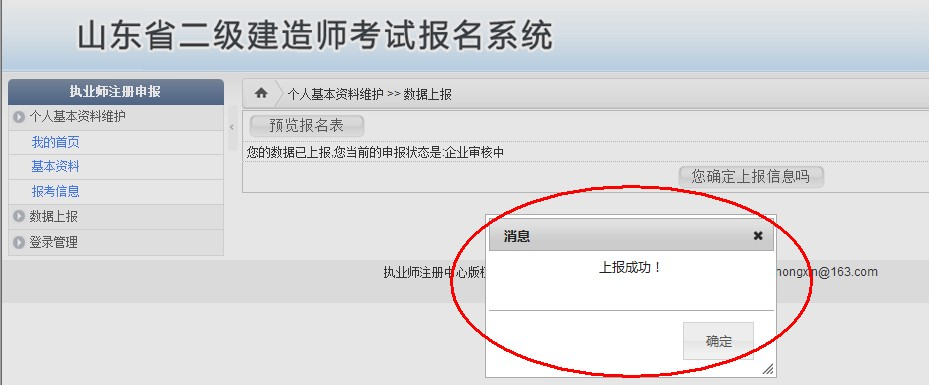 山东省二级建造师考试报名系统
执业师注册申报
个人基本资料维护
我的首页
基本资料
报考信息
数据上报
登录管理
个人基本资料维护 >> 数据上报
预览报名表
您的数据已上报,您当前的申报状态是:企业审核中
您确定上报信息吗
消息
上报成功！
确定
执业师注册中心版
hongxin@163.com